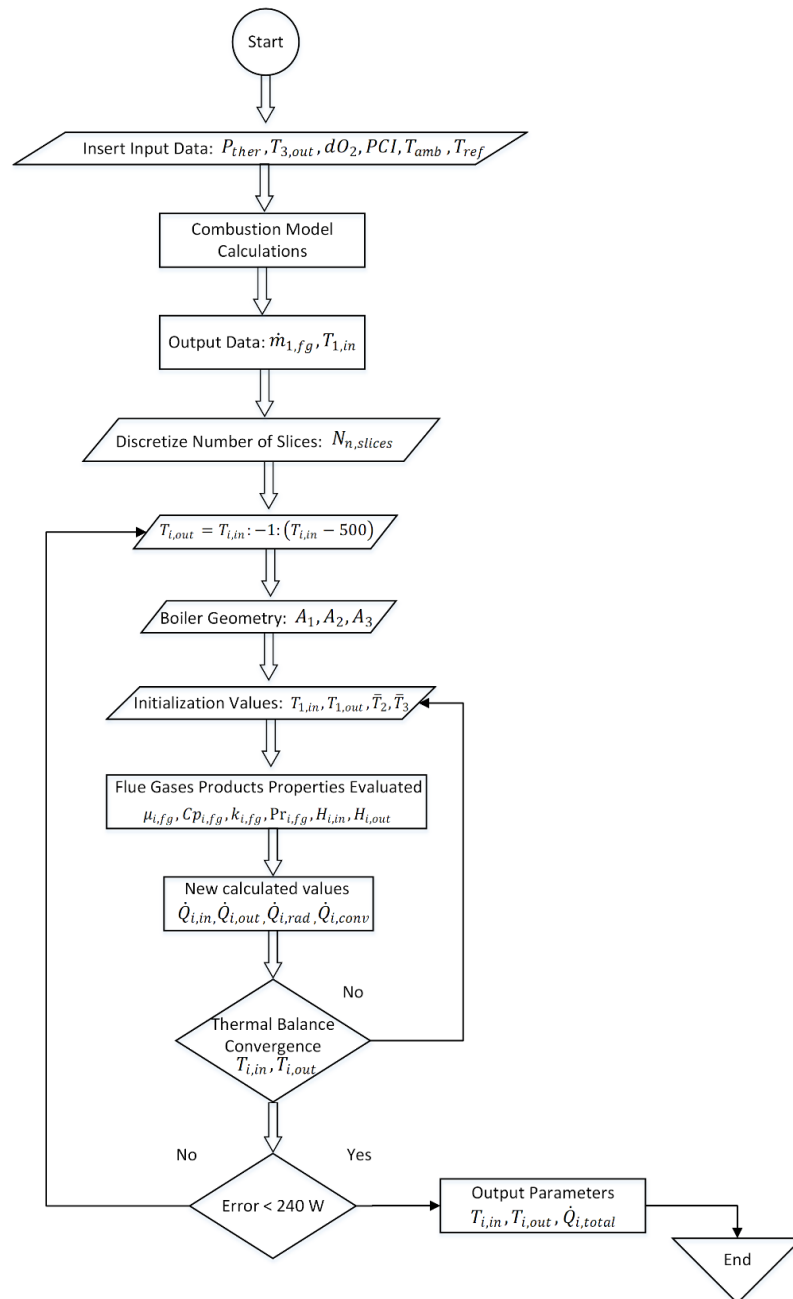 Start
Insert Input Data: P_ther, T_3,out, dO_2, PCI, T_amb, T_ref
Combustion Model
Calculations
Output Data: ṁ_1,fg, T_1,in
Discretize Number of Slices: N_n,slices
T_i,out = T_i,in: −1: (T_i,in − 500)
Boiler Geometry: A_1, A_2, A_3
Initialization Values: T_1,in, T_1,out, T̄_2, T̄_3
Flue Gases Products Properties Evaluated
μ_i,fg, Cp_i,fg, k_i,fg, Pr_i,fg, H_i,in, H_i,out
New calculated values
Q̇_i,in, Q̇_i,out, Q̇_i,rad, Q̇_i,conv
No
Thermal Balance
Convergence
T_i,in, T_i,out
No
Yes
Error < 240 W
Output Parameters
T_i,in, T_i,out, Q̇_i,total
End